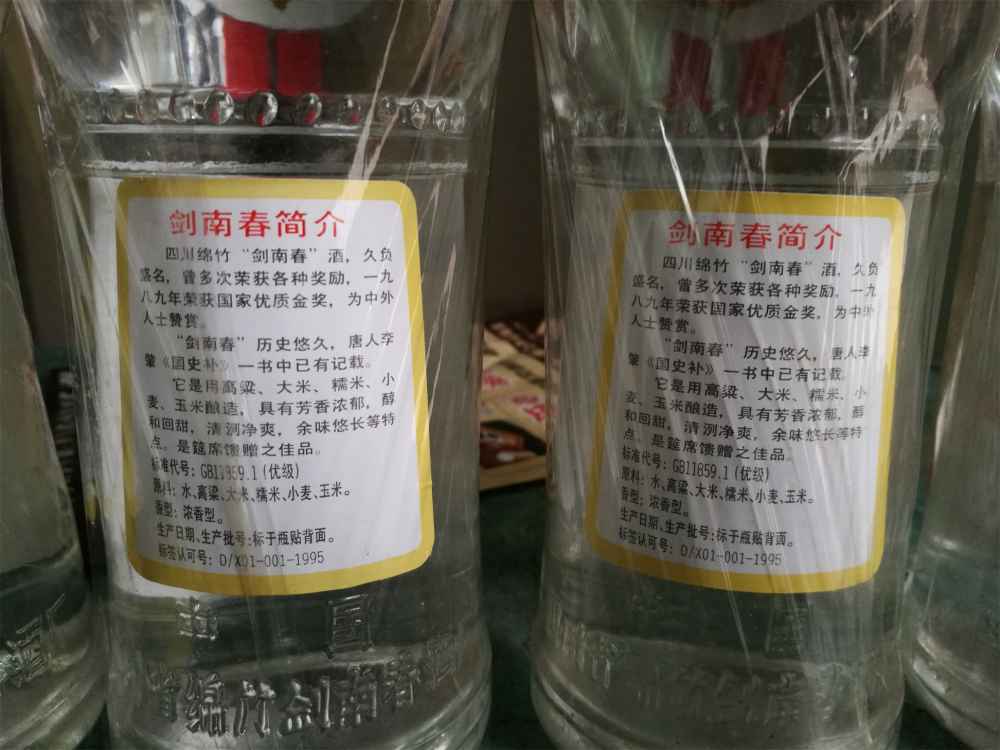 剑南春简介
四川绵竹“剑南春”酒，久负
盛名，曾多次荣获各种奖励，一九
八九年荣获国家优质金奖，为中外
人士赞赏。
“剑南春”历史悠久，唐人李
肇《国史补》一书中已有记载。
它是用高粱、大米、糯米、小
麦、玉米酿造，具有芳香浓郁，醇
和回甜，清洌净爽，余味悠长等特
点。是筵席馈赠之佳品。
标准代号：GB11859.1(优级)
原料：水、高梁、大米、糯米、小麦、玉米。
香型：浓香型。
生产日期、生产批号：标于瓶贴背面。
标签认可号：D/X01-001-1995
国
省绵竹剑南春酒
剑南春简介
四川绵竹“剑南春”酒，久负
盛名，曾多次荣获各种奖励，一九
八九年荣获国家优质金奖，为中外
人士赞赏。
“剑南春”历史悠久，唐人李
肇《国史补》一书中已有记载。
它是用高粱、大米、糯米、小
麦、玉米酿造，具有芳香浓郁，醇
和回甜，清洌净爽，余味悠长等特
点。是筵席馈赠之佳品。
标准代号：GB11859.1(优级)
原料：水、高梁、大米、糯米、小麦、玉米。
香型：浓香型。
生产日期、生产批号：标于瓶贴背面。
标签认可号：D/X01-001-1995